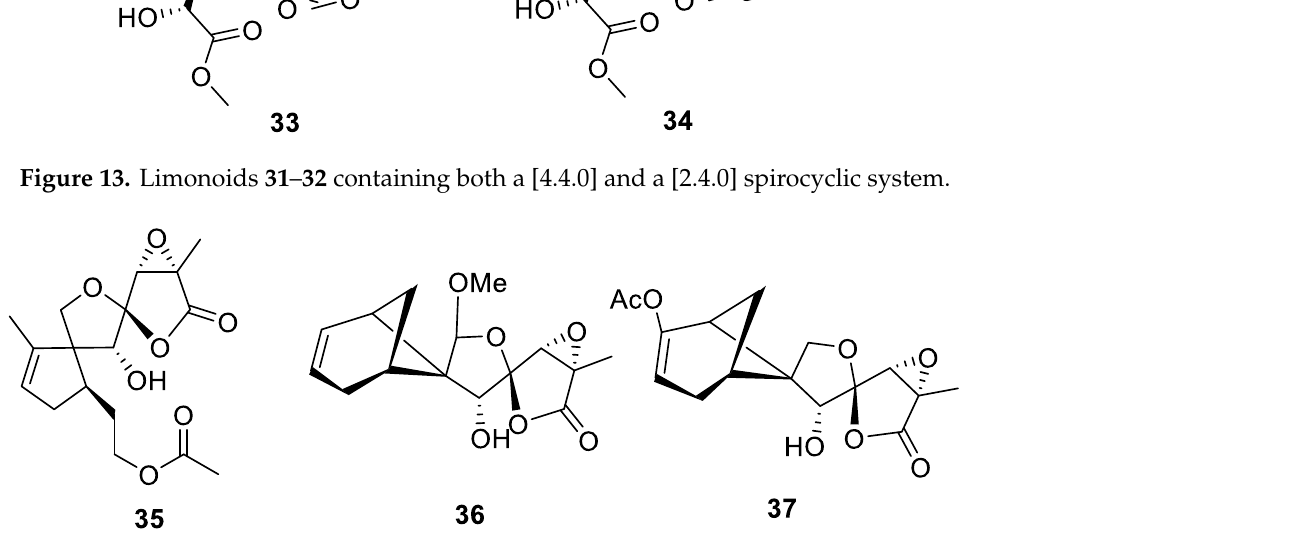 HO O O HO O
O O
O O
33 34
Figure 13. Limonoids 31–32 containing both a [4.4.0] and a [2.4.0] spirocyclic system.
O
O OMe AcO
O O O O O
O
OH
O OH O O HO O O
O O
35 36 37